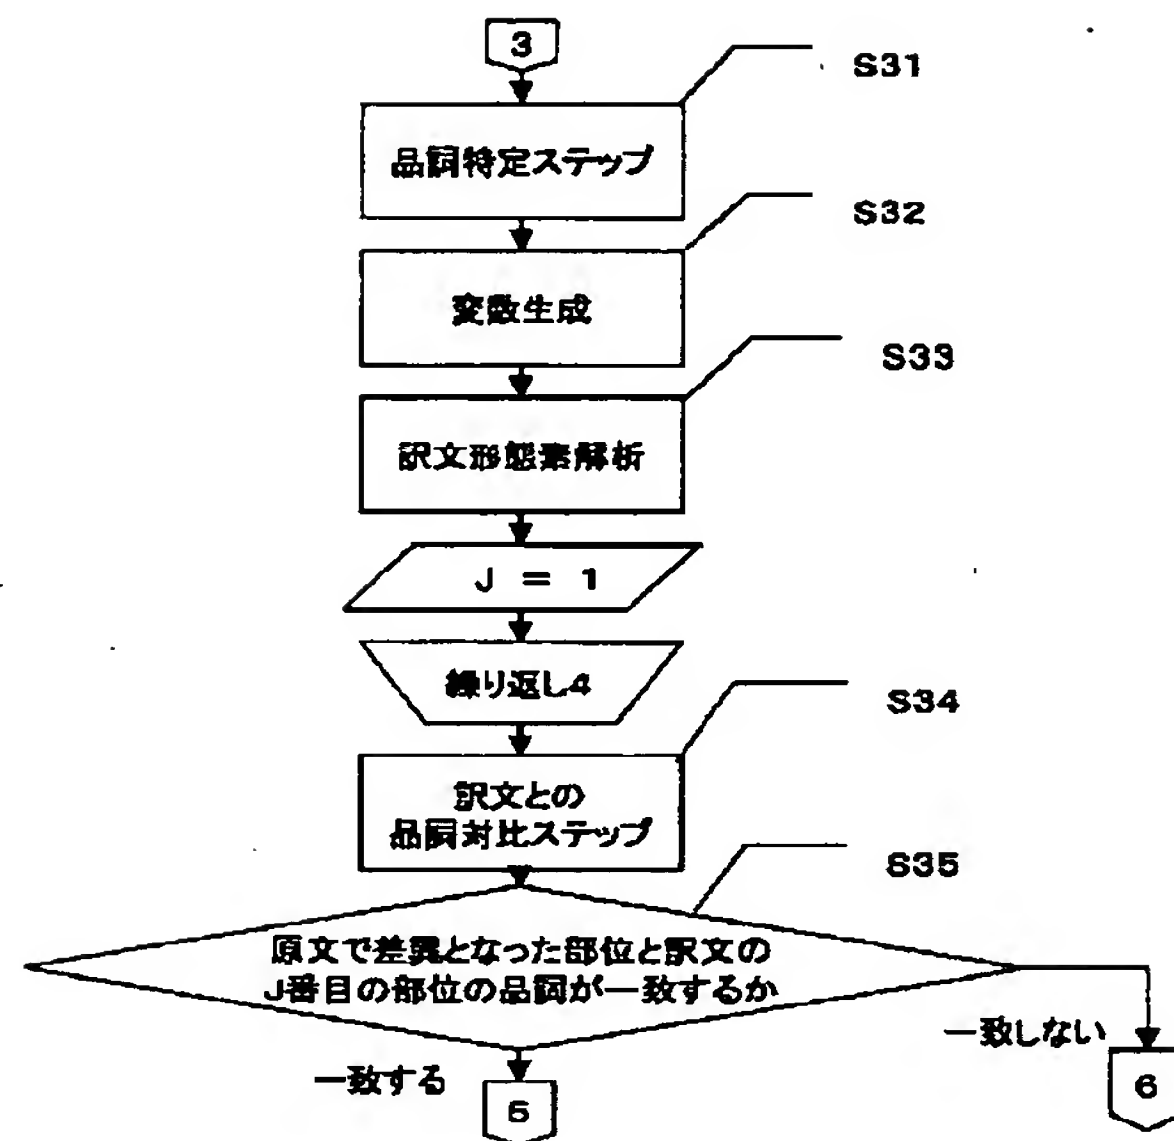 3
S31
品詞特定ステップ
S32
変数生成
S33
訳文形態素解析
J = 1
繰り返し4
S34
訳文との
品詞対比ステップ
S35
原文で差異となった部位と訳文の
J番目の部位の品詞が一致するか
一致しない
一致する
5
6